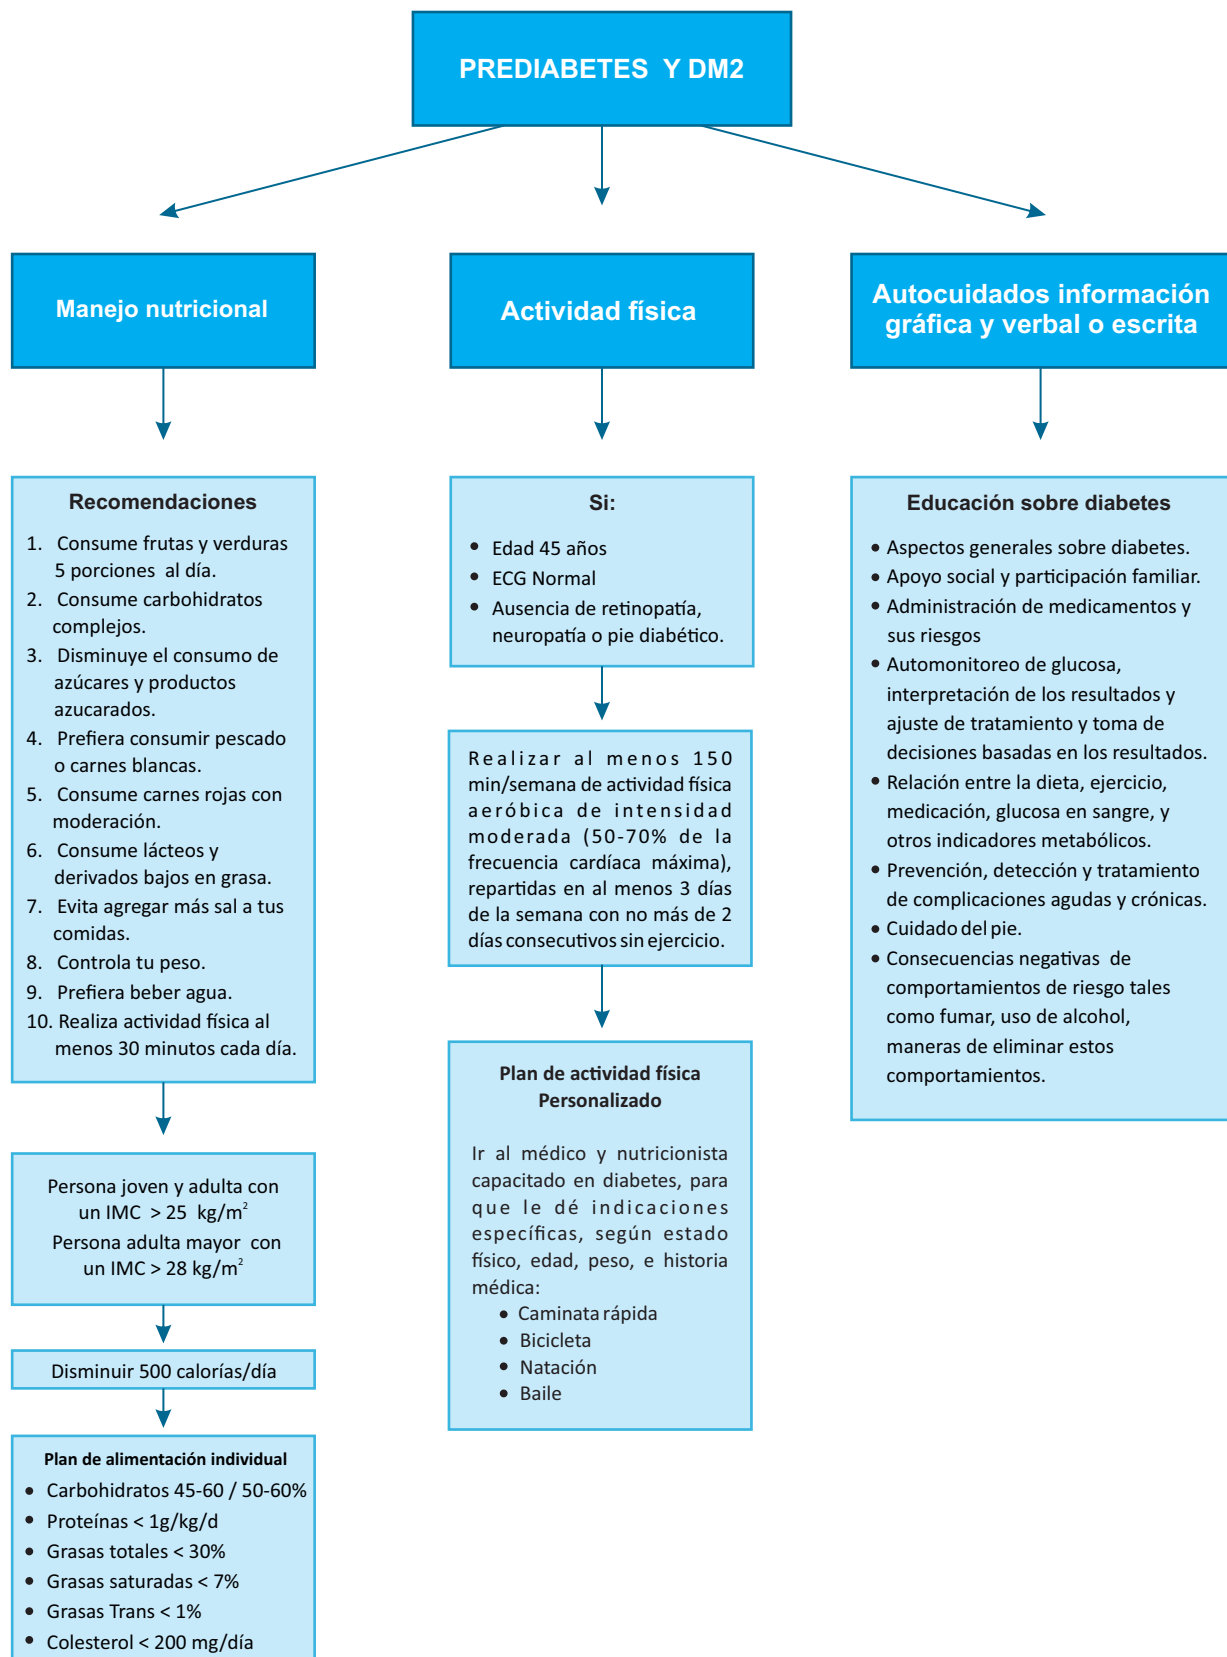 PREDIABETES Y DM2
Manejo nutricional
Recomendaciones
1. Consume frutas y verduras
5 porciones al día.
2. Consume carbohidratos
complejos.
3. Disminuye el consumo de
azúcares y productos
azucarados.
4. Prefiera consumir pescado
o carnes blancas.
5. Consume carnes rojas con
moderación.
6. Consume lácteos y
derivados bajos en grasa.
7. Evita agregar más sal a tus
comidas.
8. Controla tu peso.
9. Prefiera beber agua.
10. Realiza actividad física al
menos 30 minutos cada día.
Persona joven y adulta con
un IMC > 25 kg/m²
Persona adulta mayor con
un IMC > 28 kg/m²
Disminuir 500 calorías/día
Plan de alimentación individual
• Carbohidratos 45-60 / 50-60%
• Proteínas < 1g/kg/d
• Grasas totales < 30%
• Grasas saturadas < 7%
• Grasas Trans < 1%
• Colesterol < 200 mg/día
Actividad física
Si:
• Edad 45 años
• ECG Normal
• Ausencia de retinopatía,
neuropatía o pie diabético.
Realizar al menos 150
min/semana de actividad física
aeróbica de intensidad
moderada (50-70% de la
frecuencia cardíaca máxima),
repartidas en al menos 3 días
de la semana con no más de 2
días consecutivos sin ejercicio.
Plan de actividad física
Personalizado
Ir al médico y nutricionista
capacitado en diabetes, para
que le dé indicaciones
específicas, según estado
físico, edad, peso, e historia
médica:
• Caminata rápida
• Bicicleta
• Natación
• Baile
Autocuidados información
gráfica y verbal o escrita
Educación sobre diabetes
• Aspectos generales sobre diabetes.
• Apoyo social y participación familiar.
• Administración de medicamentos y
sus riesgos
• Automonitoreo de glucosa,
interpretación de los resultados y
ajuste de tratamiento y toma de
decisiones basadas en los resultados.
• Relación entre la dieta, ejercicio,
medicación, glucosa en sangre, y
otros indicadores metabólicos.
• Prevención, detección y tratamiento
de complicaciones agudas y crónicas.
• Cuidado del pie.
• Consecuencias negativas de
comportamientos de riesgo tales
como fumar, uso de alcohol,
maneras de eliminar estos
comportamientos.